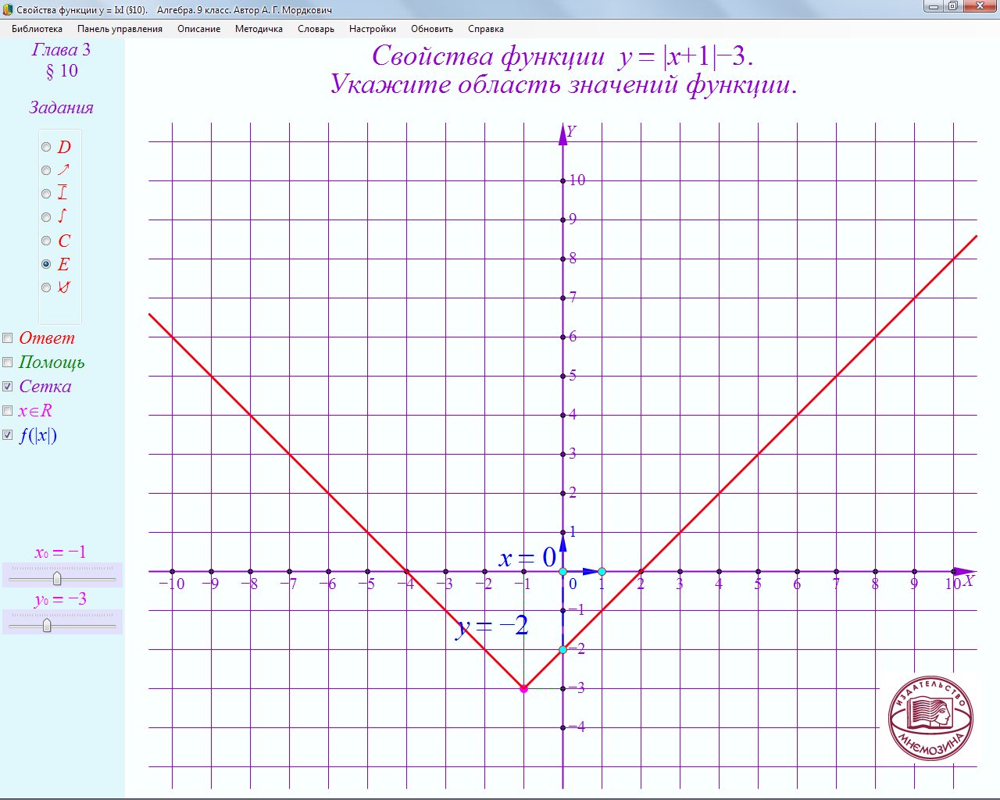 Свойства функции y = IxI (§10).    Алгебра. 9 класс. Автор А. Г. Мордкович
Библиотека Панель управления Описание Методичка Словарь Настройки Обновить Справка
Глава 3
§ 10
Задания
D
C
E
Ответ
Помощь
Сетка
x∈R
f(|x|)
x₀ = −1
y₀ = −3
Свойства функции y = |x+1|−3.
Укажите область значений функции.
Y
10
9
8
7
6
5
4
3
2
1
x = 0
−10 −9 −8 −7 −6 −5 −4 −3 −2 −1 0 1 2 3 4 5 6 7 8 9 10 X
−1
y = −2
−2
−3
−4
ИЗДАТЕЛЬСТВО
МНЕМОЗИНА